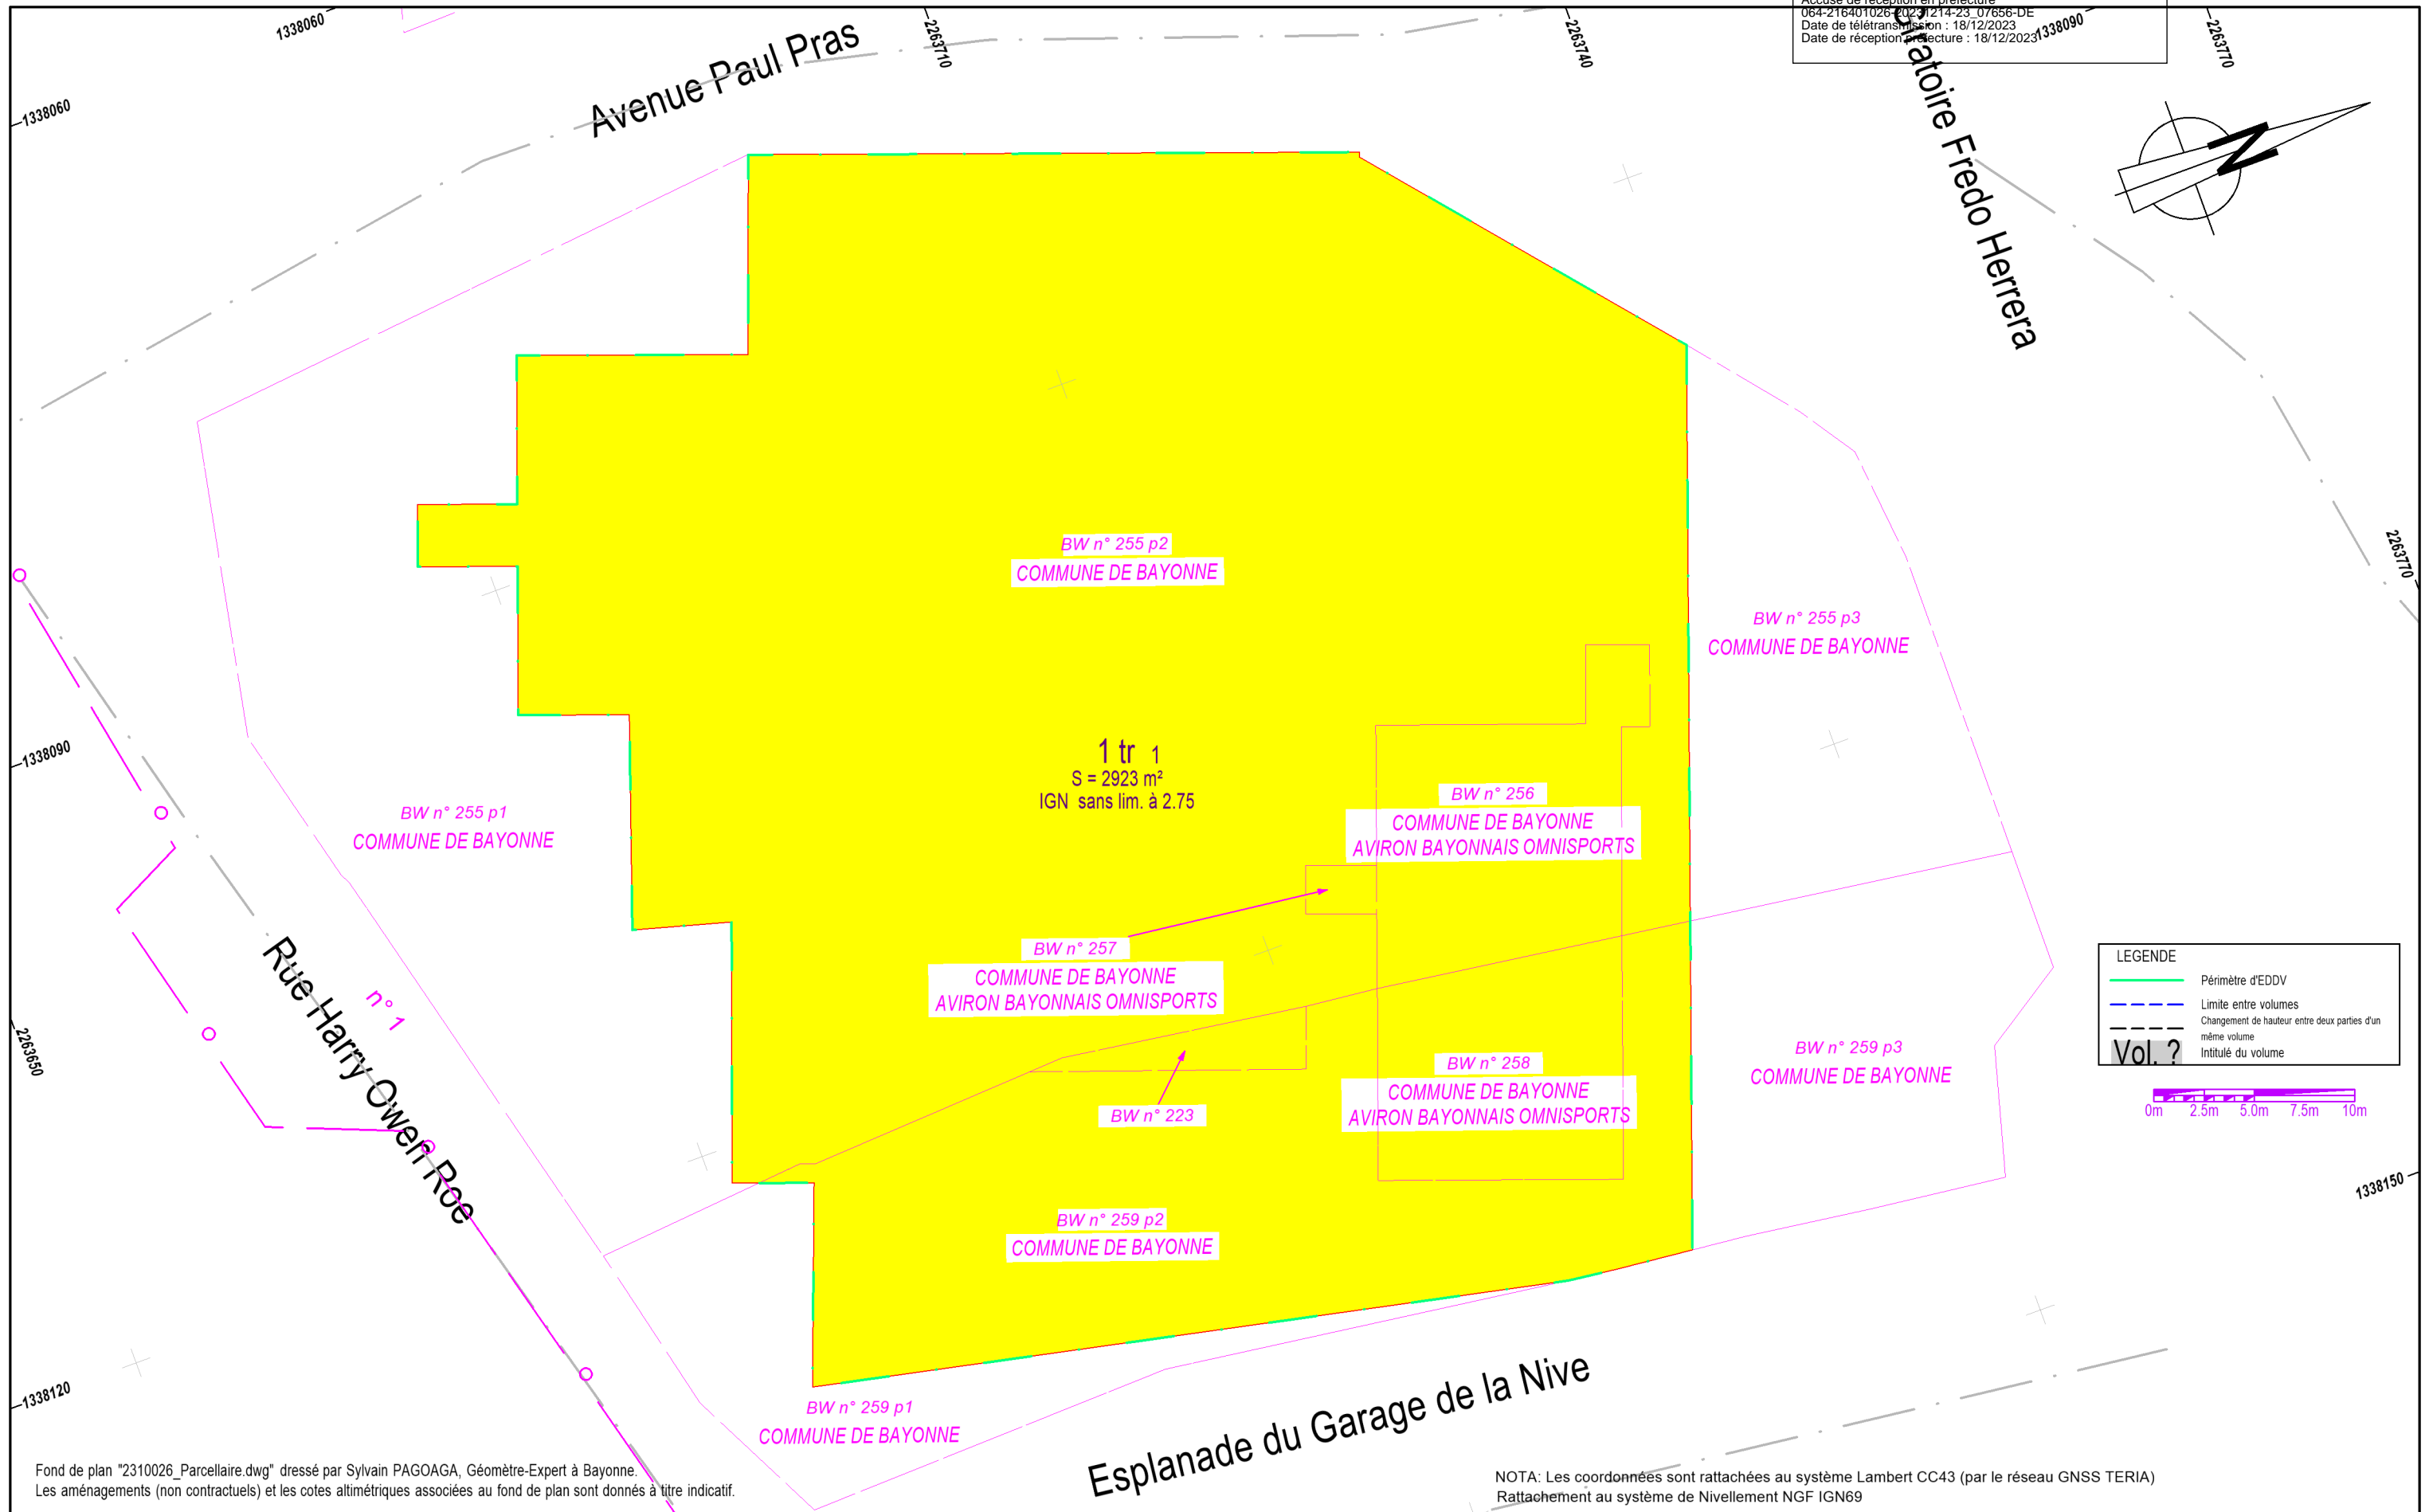 Accusé de réception en préfecture
064-216401026-20231214-23_07656-DE
Date de télétransmission : 18/12/2023
Date de réception préfecture : 18/12/2023
1338060
2263710
2263740
1338090
2263770
Avenue Paul Pras
Giratoire Fredo Herrera
1338060
N
BW n° 255 p2
COMMUNE DE BAYONNE
2263770
BW n° 255 p3
COMMUNE DE BAYONNE
1338090
1 tr 1
S = 2923 m²
IGN sans lim. à 2.75
BW n° 255 p1
COMMUNE DE BAYONNE
BW n° 256
COMMUNE DE BAYONNE
AVIRON BAYONNAIS OMNISPORTS
BW n° 257
COMMUNE DE BAYONNE
AVIRON BAYONNAIS OMNISPORTS
n° 1
Rue Harry Owen Roe
2263650
BW n° 223
BW n° 258
COMMUNE DE BAYONNE
AVIRON BAYONNAIS OMNISPORTS
BW n° 259 p3
COMMUNE DE BAYONNE
LEGENDE
Périmètre d'EDDV
Limite entre volumes
Changement de hauteur entre deux parties d'un
même volume
Vol. ? Intitulé du volume
0m 2.5m 5.0m 7.5m 10m
1338150
BW n° 259 p2
COMMUNE DE BAYONNE
1338120
BW n° 259 p1
COMMUNE DE BAYONNE
Esplanade du Garage de la Nive
Fond de plan "2310026_Parcellaire.dwg" dressé par Sylvain PAGOAGA, Géomètre-Expert à Bayonne.
Les aménagements (non contractuels) et les cotes altimétriques associées au fond de plan sont donnés à titre indicatif.
NOTA: Les coordonnées sont rattachées au système Lambert CC43 (par le réseau GNSS TERIA)
Rattachement au système de Nivellement NGF IGN69